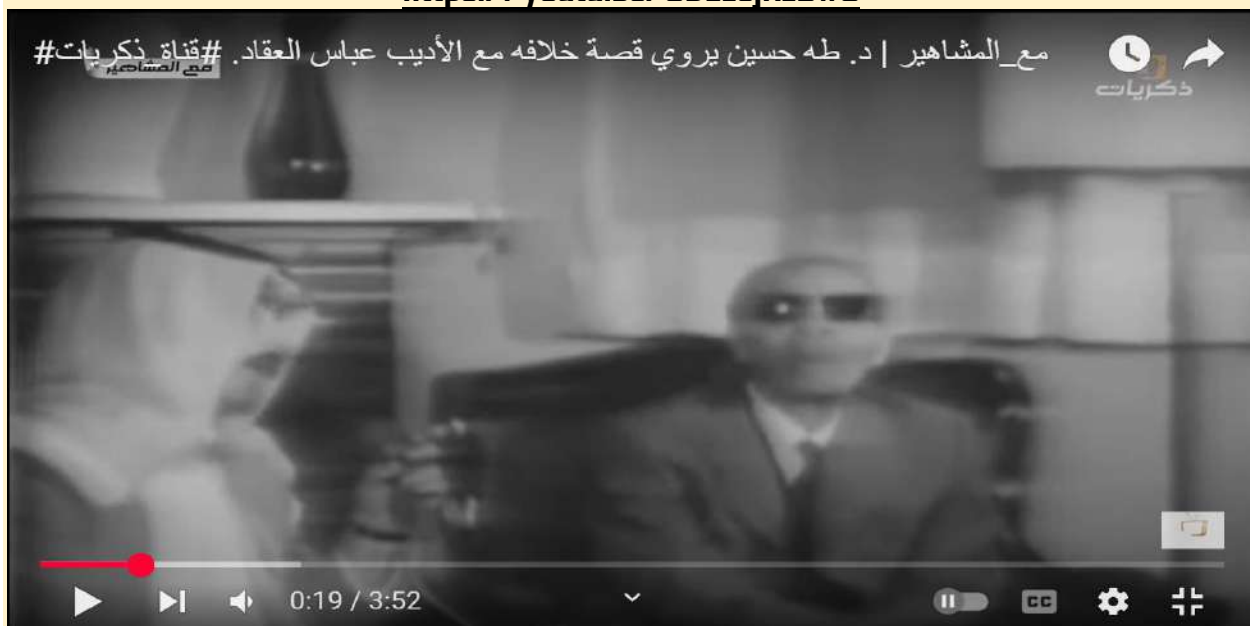 #مع_المشاهير | د. طه حسين يروي قصة خلافه مع الأديب عباس العقاد. #قناة_ذكريات
مع المشاهير
ذكريات
0:19 / 3:52
CC